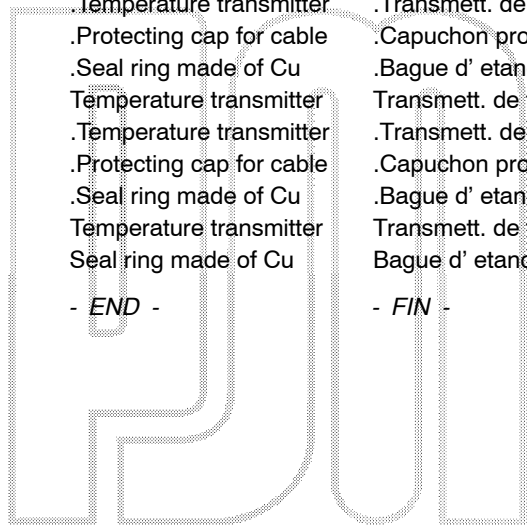 .Temperature transmitter .Transmett. de
.Protecting cap for cable .Capuchon pro
.Seal ring made of Cu .Bague d' etan
Temperature transmitter Transmett. de
.Temperature transmitter .Transmett. de
.Protecting cap for cable .Capuchon pro
.Seal ring made of Cu .Bague d' etan
Temperature transmitter Transmett. de
Seal ring made of Cu Bague d' etanc
- END - - FIN -